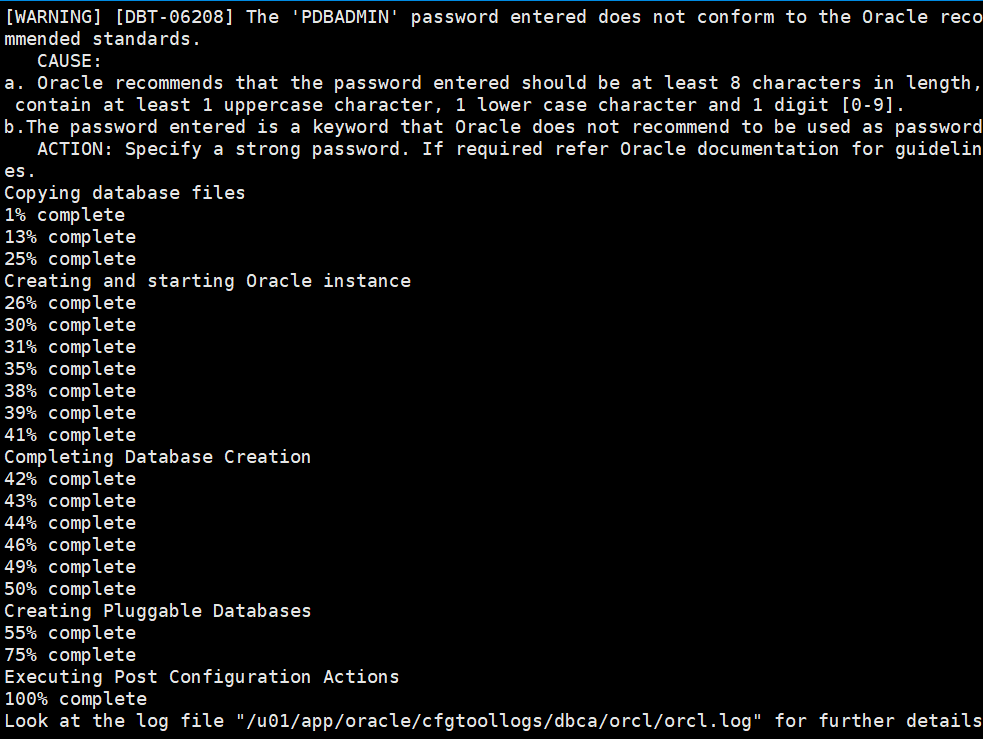 [WARNING] [DBT-06208] The 'PDBADMIN' password entered does not conform to the Oracle reco
mmended standards.
   CAUSE:
a. Oracle recommends that the password entered should be at least 8 characters in length,
 contain at least 1 uppercase character, 1 lower case character and 1 digit [0-9].
b.The password entered is a keyword that Oracle does not recommend to be used as password
   ACTION: Specify a strong password. If required refer Oracle documentation for guidelin
es.
Copying database files
1% complete
13% complete
25% complete
Creating and starting Oracle instance
26% complete
30% complete
31% complete
35% complete
38% complete
39% complete
41% complete
Completing Database Creation
42% complete
43% complete
44% complete
46% complete
49% complete
50% complete
Creating Pluggable Databases
55% complete
75% complete
Executing Post Configuration Actions
100% complete
Look at the log file "/u01/app/oracle/cfgtoollogs/dbca/orcl/orcl.log" for further details